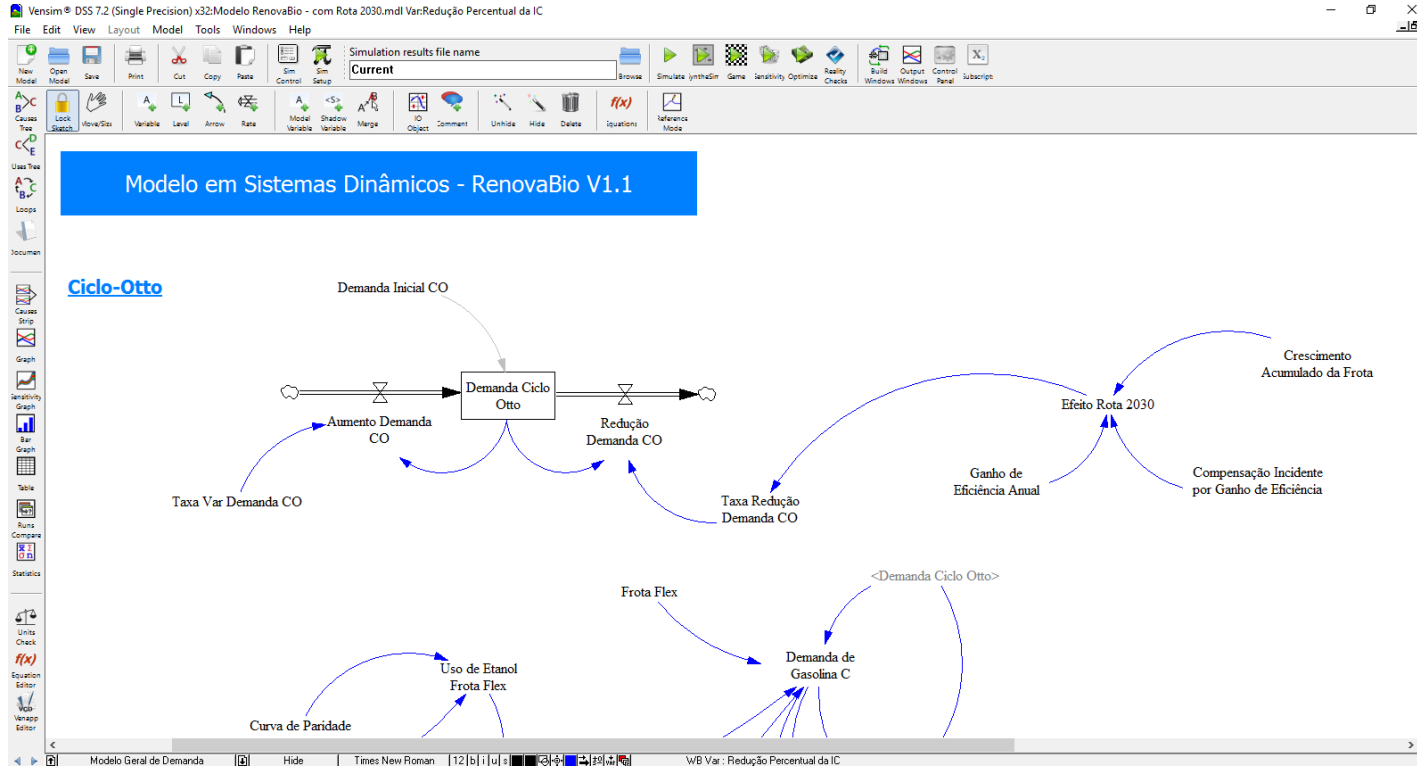 Vensim® DSS 7.2 (Single Precision) x32:Modelo RenovaBio - com Rota 2030.mdl Var:Redução Percentual da IC
File Edit View Layout Model Tools Windows Help
Simulation results file name
Current
New Model
Open Model
Save
Print
Cut
Copy
Paste
Sim Control
Sim Setup
Browse
Simulate
SyntheSim
Game
Sensitivity
Optimize
Reality Checks
Build Windows
Output Windows
Control Panel
Subscript
Causes Tree
Lock Sketch
Move/Size
Variable
Level
Arrow
Rate
Model Variable
Shadow Variable
Merge
IO Object
Comment
Unhide
Hide
Delete
f(x)
Equations
Reference Mode
Uses Tree
Loops
Documen
Causes Strip
Graph
Sensitivity Graph
Bar Graph
Table
Runs Compare
Statistics
Units Check
f(x)
Equation Editor
Venapp Editor
Modelo em Sistemas Dinâmicos - RenovaBio V1.1
Ciclo-Otto
Demanda Inicial CO
Demanda Ciclo
Otto
Aumento Demanda
CO
Redução
Demanda CO
Taxa Var Demanda CO
Taxa Redução
Demanda CO
Crescimento
Acumulado da Frota
Efeito Rota 2030
Ganho de
Eficiência Anual
Compensação Incidente
por Ganho de Eficiência
<Demanda Ciclo Otto>
Frota Flex
Demanda de
Gasolina C
Uso de Etanol
Frota Flex
Curva de Paridade
Modelo Geral de Demanda
Hide
Times New Roman
12 b i u s
WB Var : Redução Percentual da IC